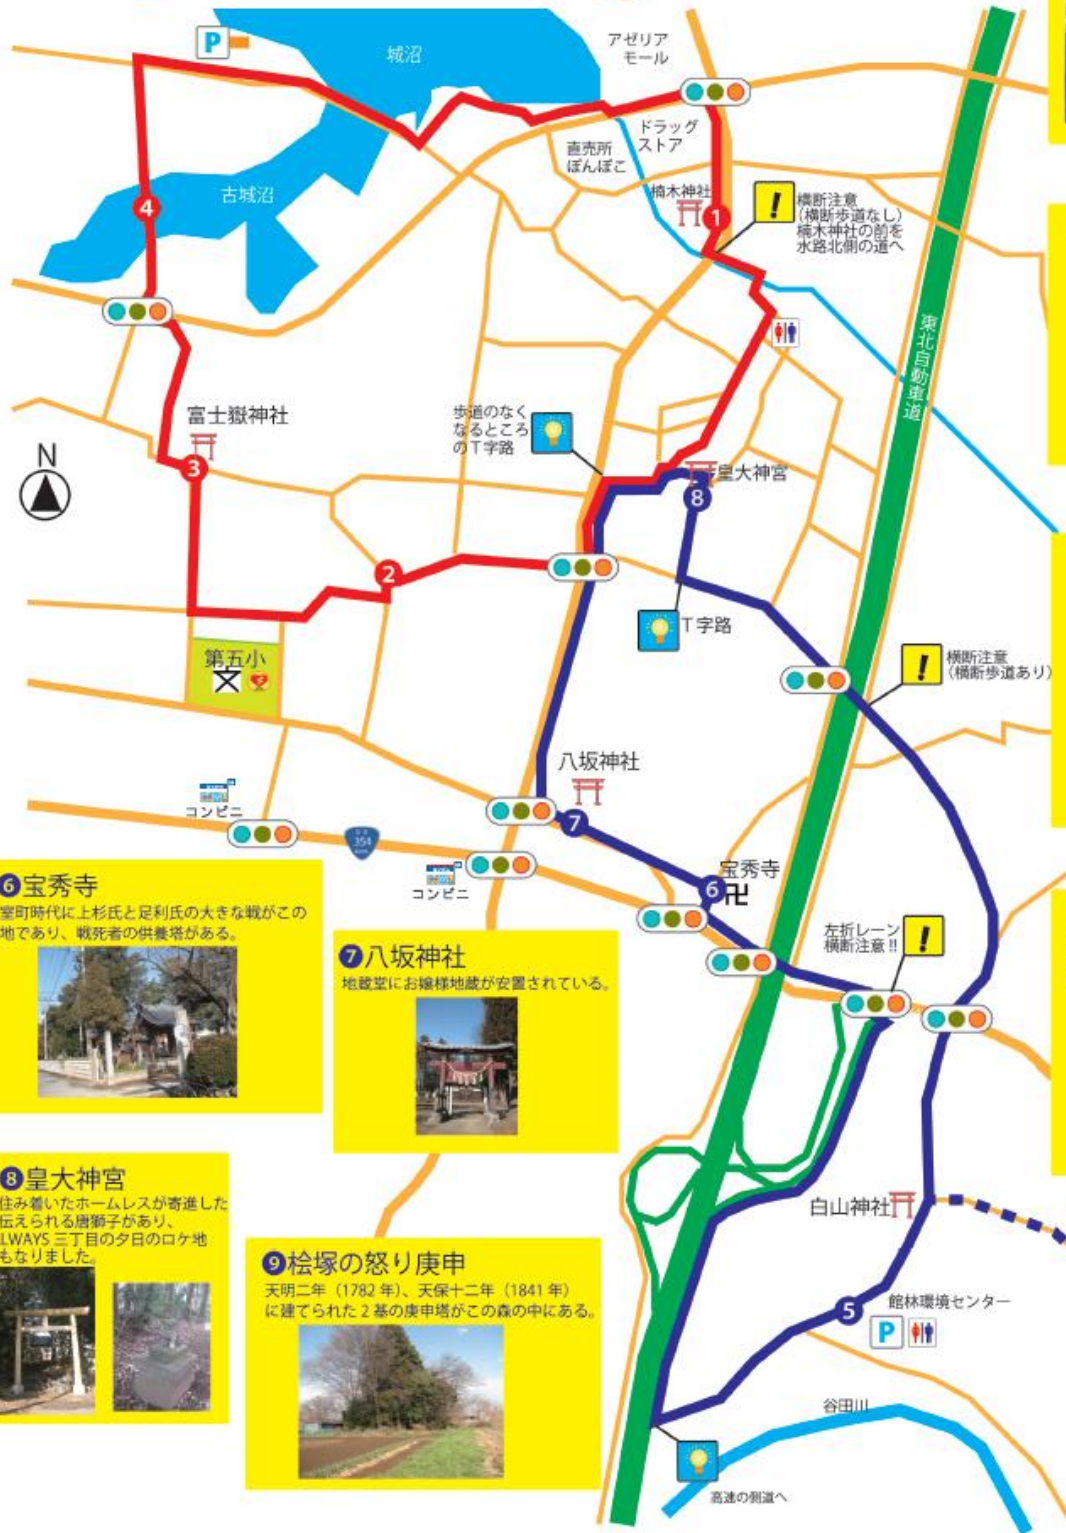 P
城沼
アゼリア
モール
ドラッグ
ストア
直売所
ぽんぽこ
楠木神社
1
!
横断注意
(横断歩道なし)
楠木神社の前を
水路北側の道へ
4
古城沼
東北自動車道
富士嶽神社
3
歩道のなく
なるところ
のT字路
N
皇大神宮
8
2
T字路
第五小
文
!
横断注意
(横断歩道あり)
八坂神社
7
コンビニ
354
コンビニ
宝秀寺
6
卍
左折レーン
横断注意!!
!
6宝秀寺
室町時代に上杉氏と足利氏の大きな戦がこの
地であり、戦死者の供養塔がある。
7八坂神社
地蔵堂にお嬢様地蔵が安置されている。
8皇大神宮
住み着いたホームレスが寄進した
伝えられる唐獅子があり、
LWAYS 三丁目の夕日のロケ地
もなりました。
9桧塚の怒り庚申
天明二年(1782年)、天保十二年(1841年)
に建てられた2基の庚申塔がこの森の中にある。
白山神社
5
館林環境センター
P
谷田川
高速の側道へ